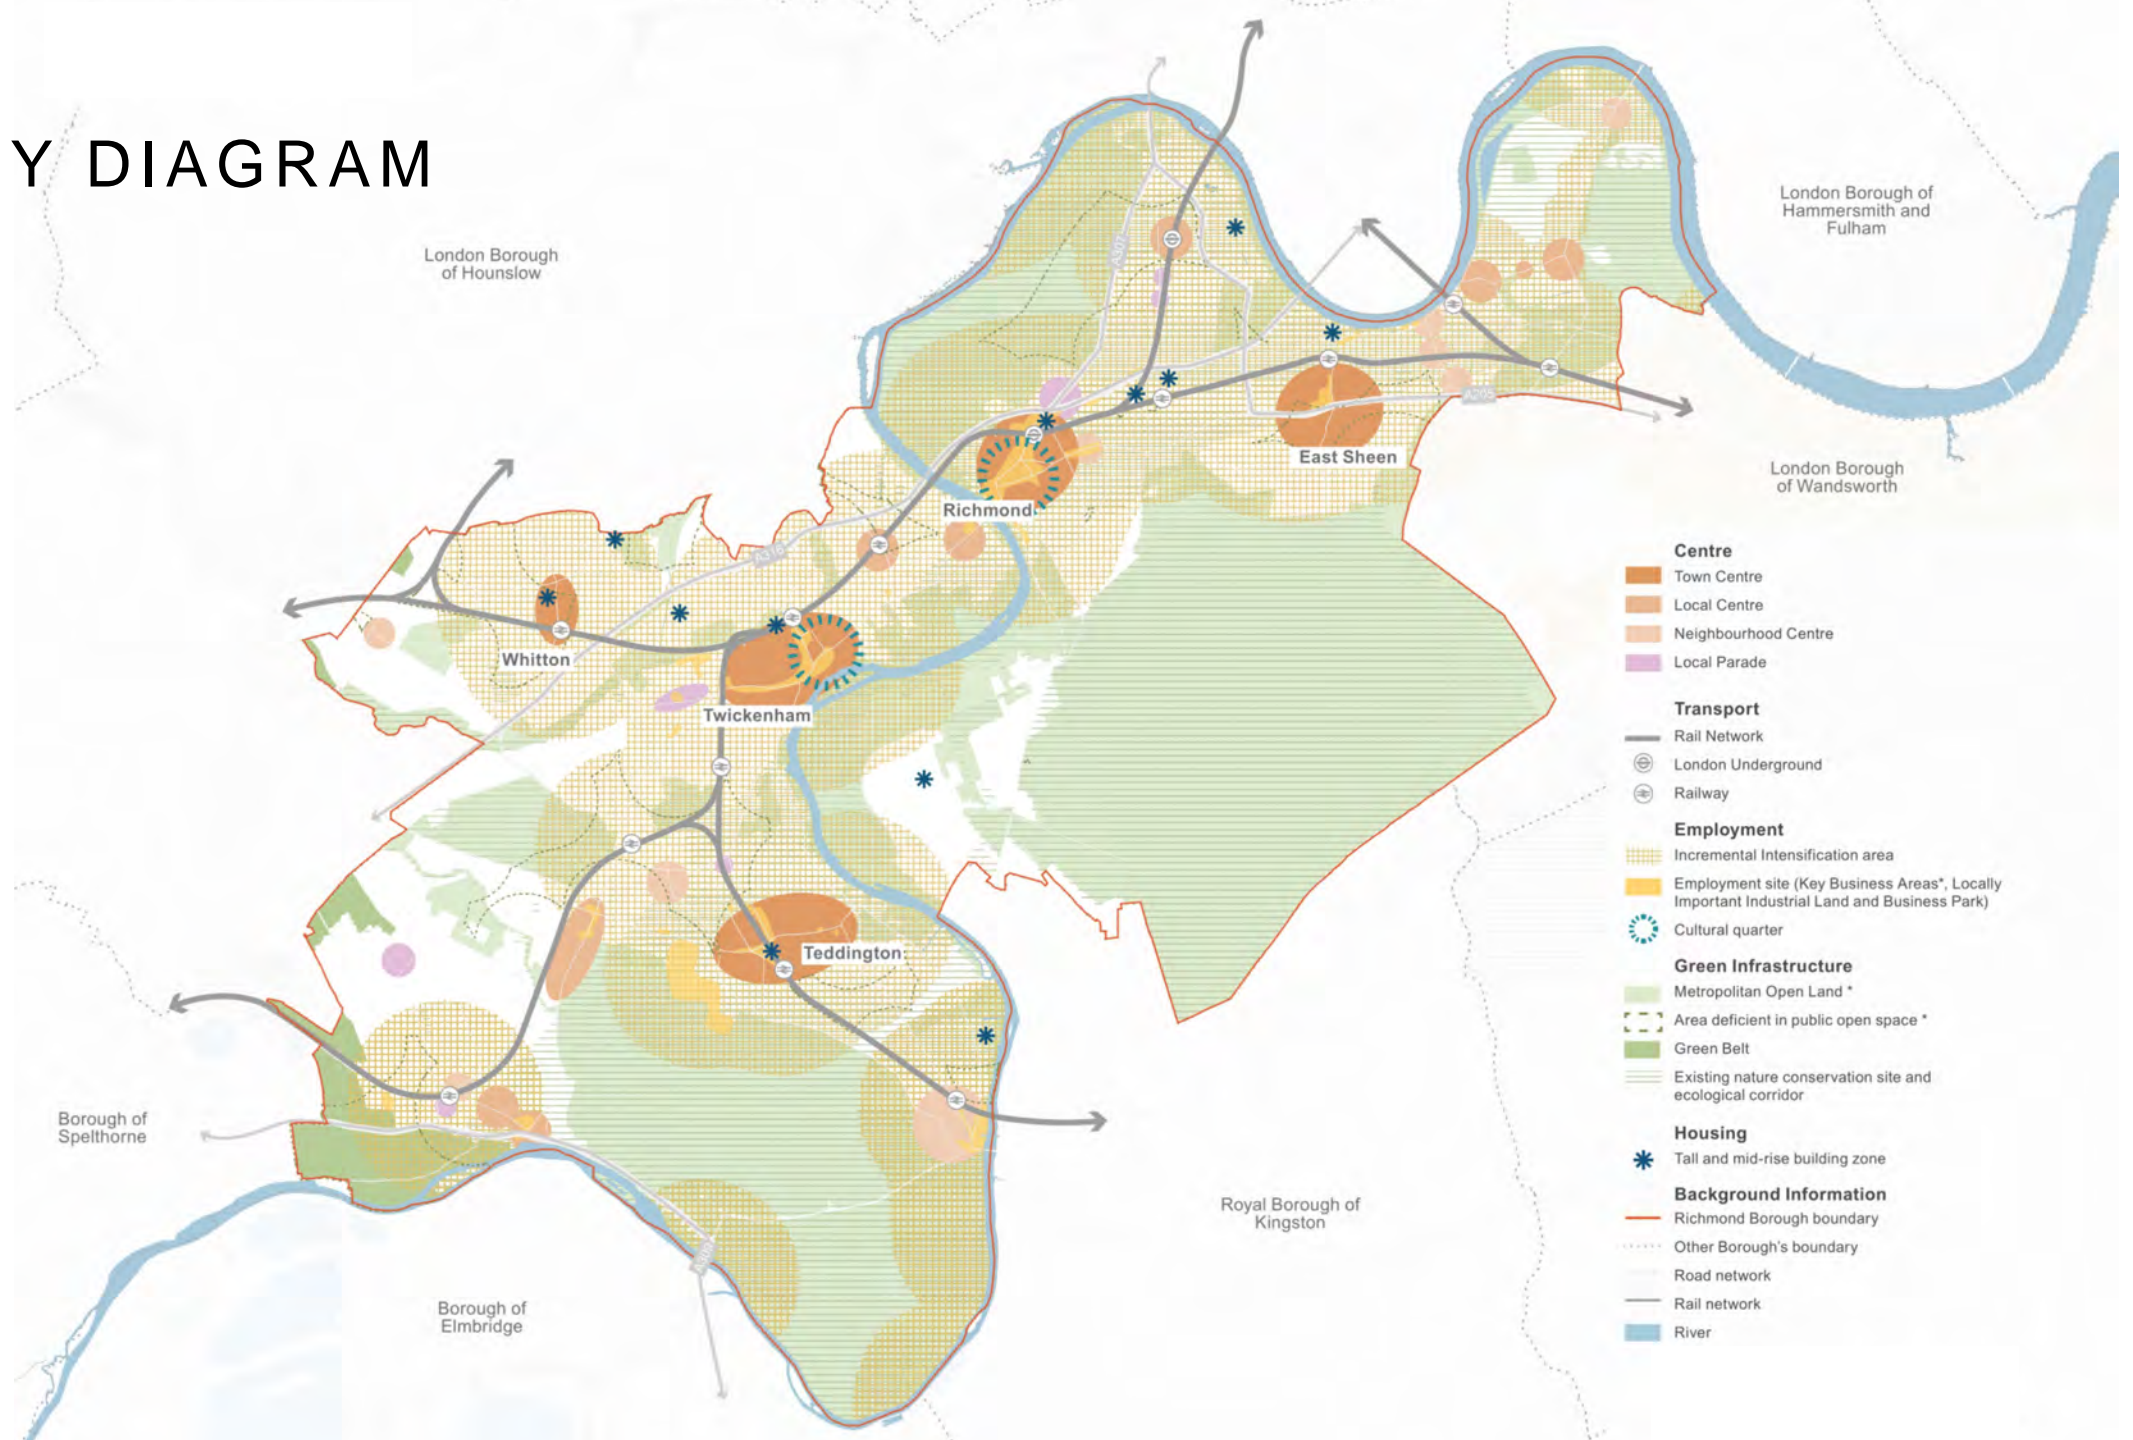 Y DIAGRAM
London Borough of
Hammersmith and
Fulham
London Borough
of Hounslow
A307
A205
East Sheen
London Borough
of Wandsworth
Richmond
A316
Whitton
Twickenham
Teddington
Borough of
Spelthorne
Royal Borough of
Kingston
Borough of
Elmbridge
Centre
Town Centre
Local Centre
Neighbourhood Centre
Local Parade
Transport
Rail Network
London Underground
Railway
Employment
Incremental Intensification area
Employment site (Key Business Areas*, Locally
Important Industrial Land and Business Park)
Cultural quarter
Green Infrastructure
Metropolitan Open Land *
Area deficient in public open space *
Green Belt
Existing nature conservation site and
ecological corridor
Housing
Tall and mid-rise building zone
Background Information
Richmond Borough boundary
Other Borough's boundary
Road network
Rail network
River